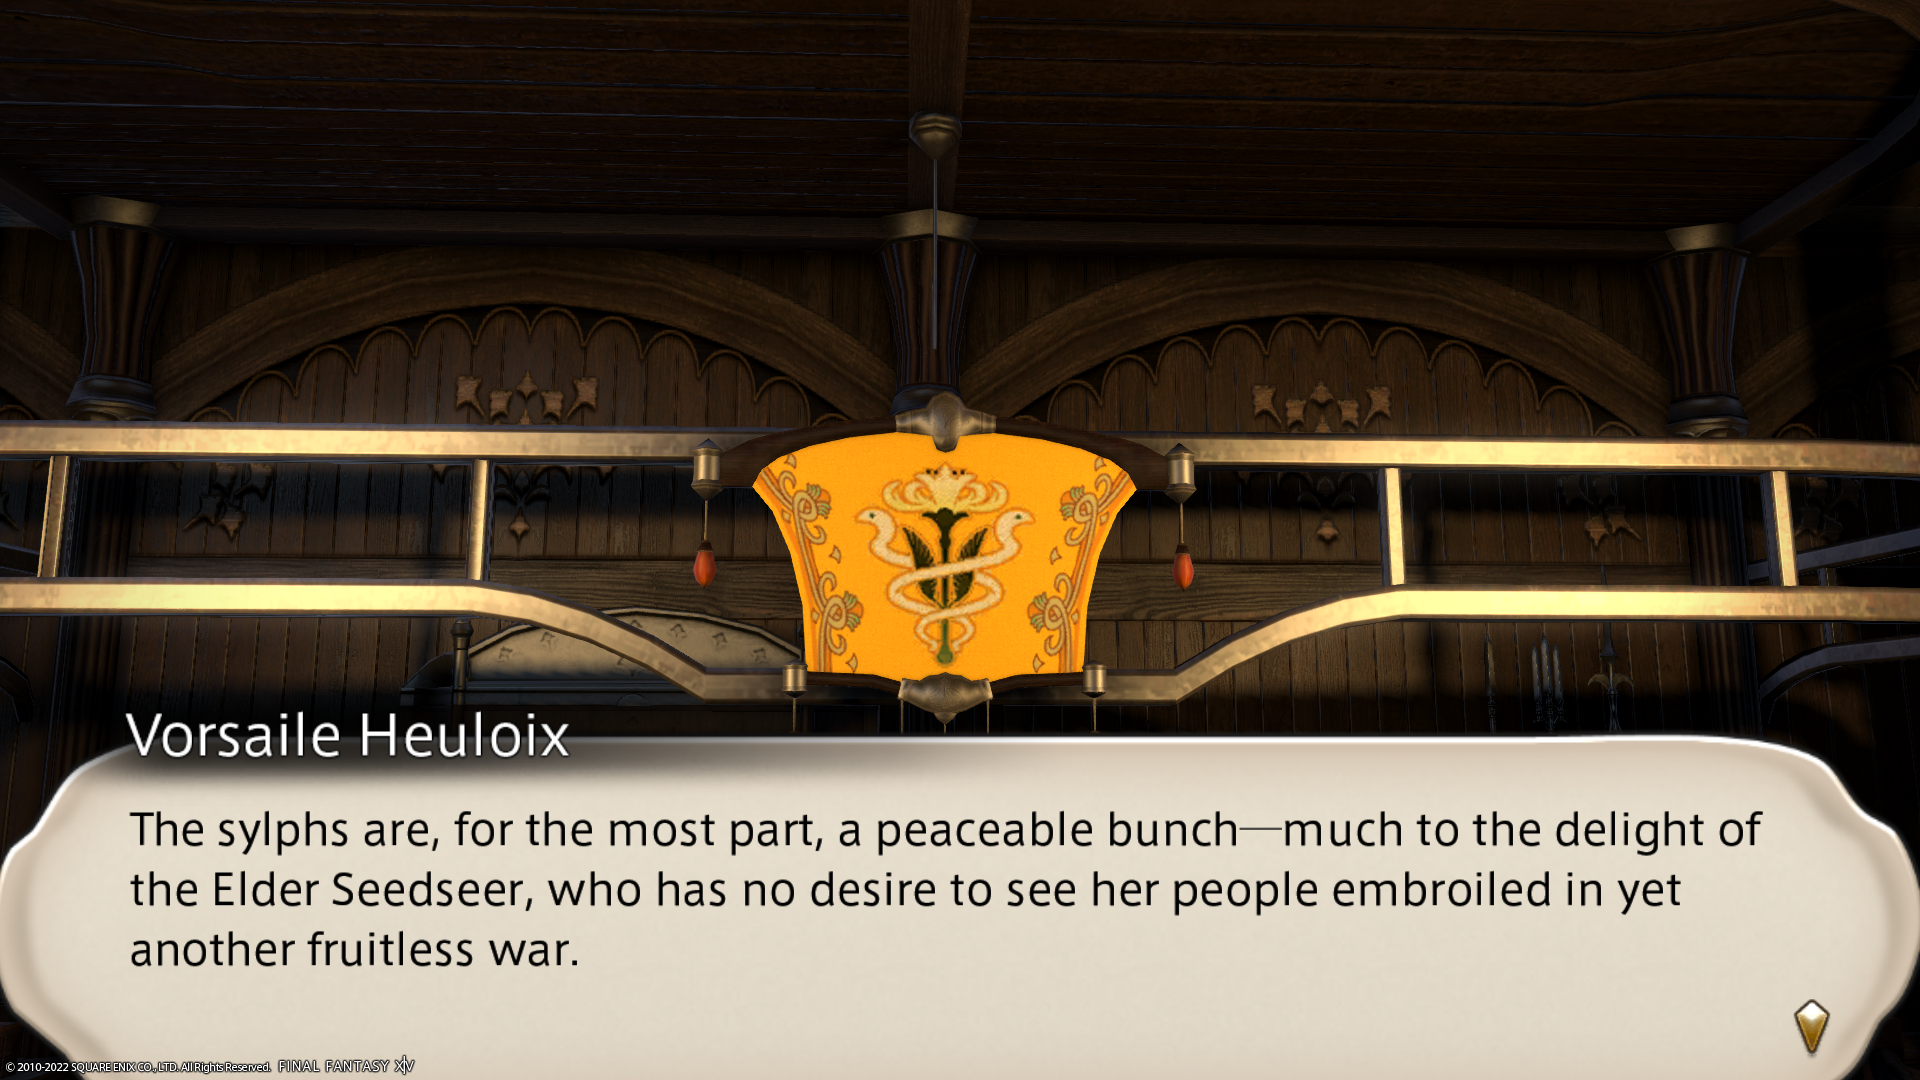 Vorsaile Heuloix
The sylphs are, for the most part, a peaceable bunch—much to the delight of
the Elder Seedseer, who has no desire to see her people embroiled in yet
another fruitless war.
© 2010-2022 SQUARE ENIX CO., LTD. All Rights Reserved. FINAL FANTASY XIV